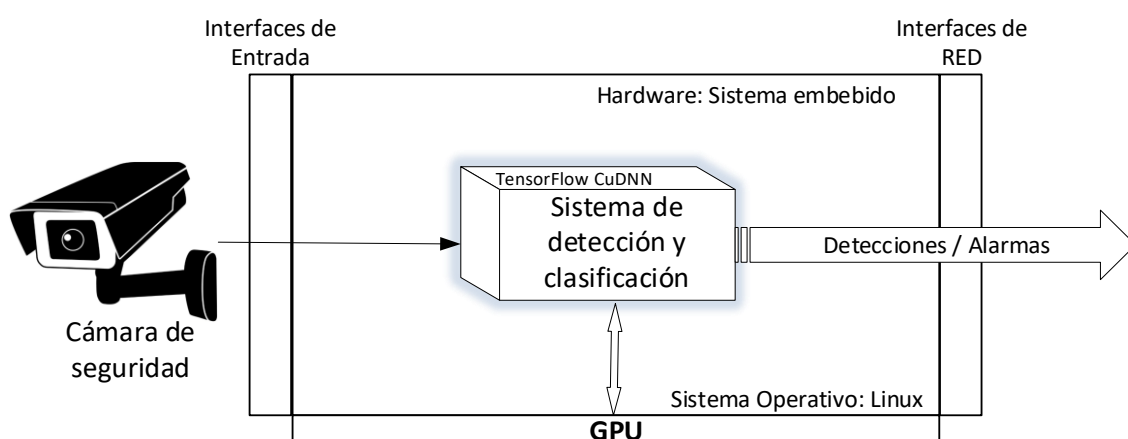 Interfaces de
Entrada
Interfaces de
RED
Hardware: Sistema embebido
TensorFlow CuDNN
Sistema de
detección y
clasificación
Detecciones / Alarmas
Cámara de
seguridad
Sistema Operativo: Linux
GPU